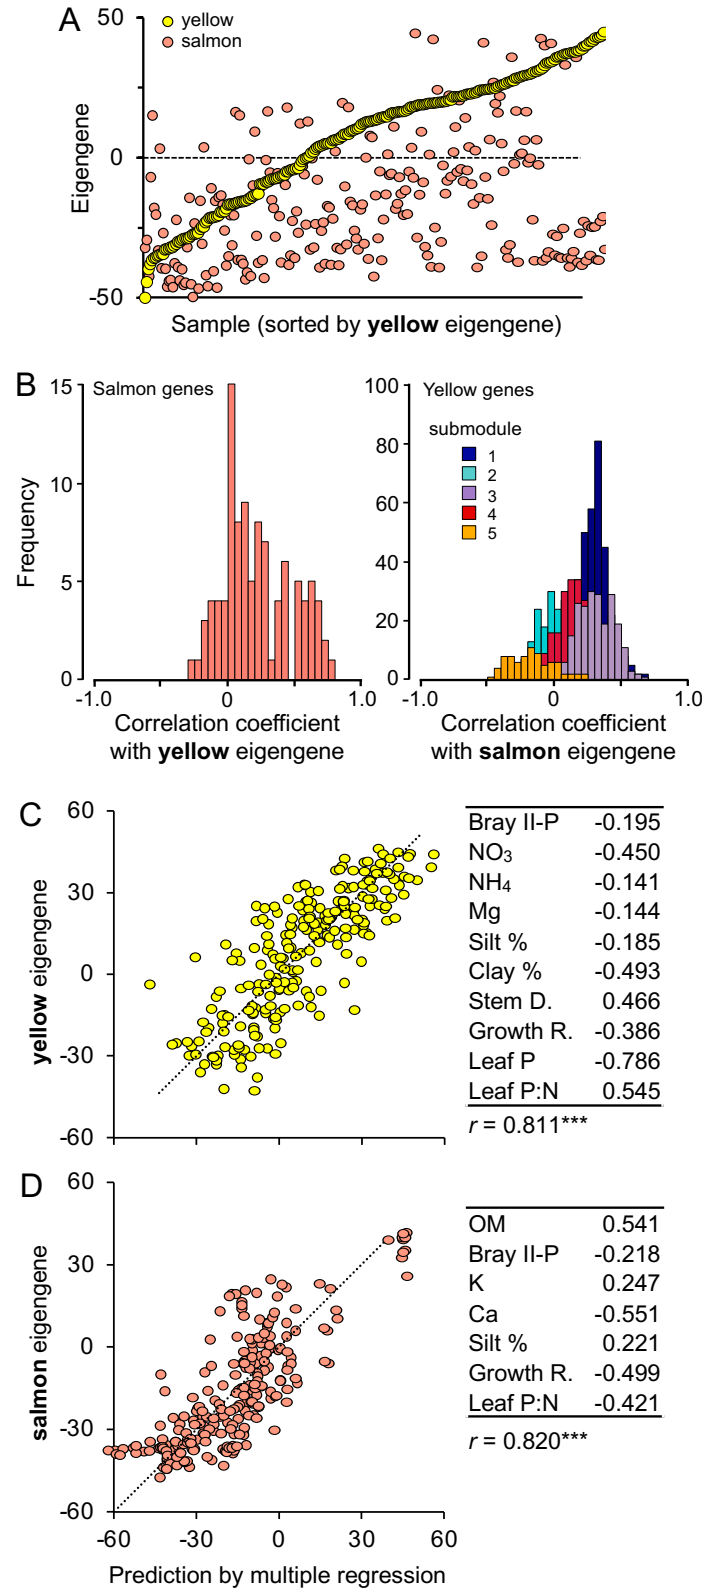 A
50
yellow
salmon
Eigengene
0
-50
Sample (sorted by yellow eigengene)
B
15
Salmon genes
10
Frequency
5
0
-1.0
0
1.0
Correlation coefficient
with yellow eigengene
100
Yellow genes
80
submodule
1
2
3
4
5
60
40
20
0
-1.0
0
1.0
Correlation coefficient
with salmon eigengene
C
60
30
0
-30
-60
yellow eigengene
Bray II-P -0.195
NO3 -0.450
NH4 -0.141
Mg -0.144
Silt % -0.185
Clay % -0.493
Stem D. 0.466
Growth R. -0.386
Leaf P -0.786
Leaf P:N 0.545
r = 0.811***
D
60
30
0
-30
-60
salmon eigengene
-60
-30
0
30
60
Prediction by multiple regression
OM 0.541
Bray II-P -0.218
K 0.247
Ca -0.551
Silt % 0.221
Growth R. -0.499
Leaf P:N -0.421
r = 0.820***